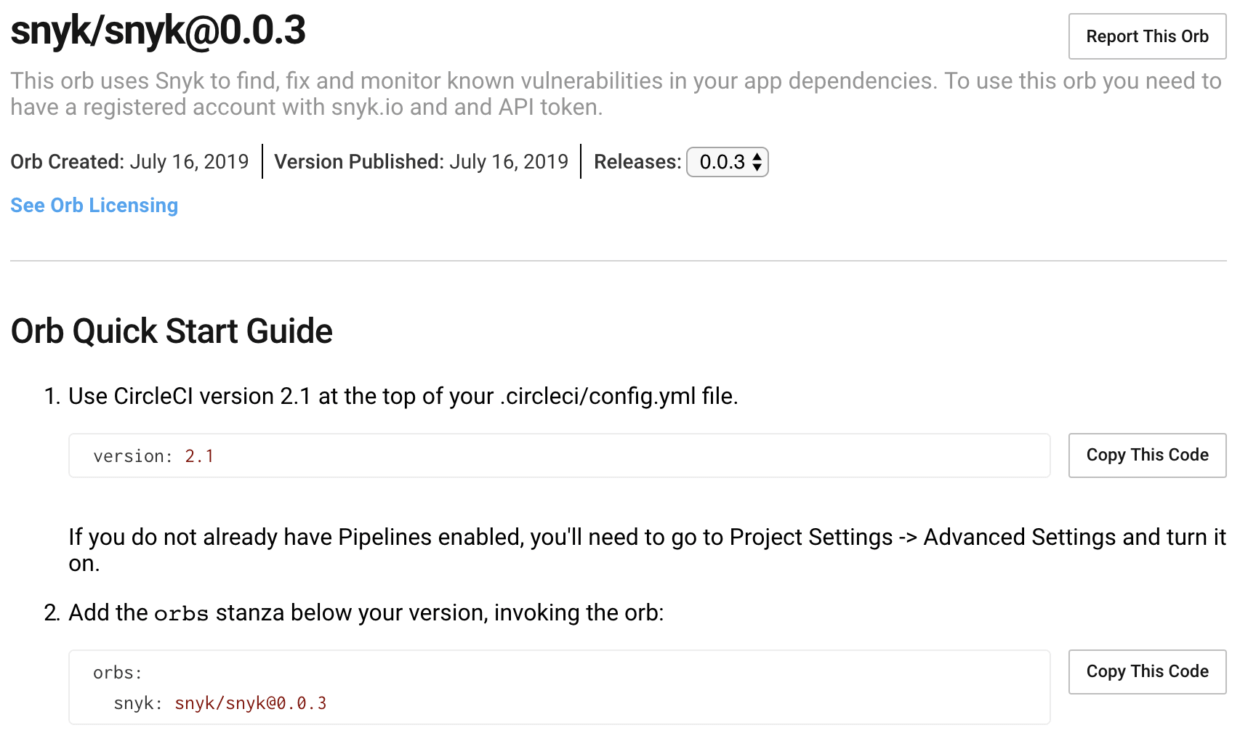 snyk/snyk@0.0.3
Report This Orb
This orb uses Snyk to find, fix and monitor known vulnerabilities in your app dependencies. To use this orb you need to
have a registered account with snyk.io and and API token.
Orb Created: July 16, 2019 Version Published: July 16, 2019 Releases: 0.0.3
See Orb Licensing
Orb Quick Start Guide
1. Use CircleCI version 2.1 at the top of your .circleci/config.yml file.
version: 2.1
Copy This Code
If you do not already have Pipelines enabled, you'll need to go to Project Settings -> Advanced Settings and turn it
on.
2. Add the orbs stanza below your version, invoking the orb:
orbs:
Copy This Code
snyk: snyk/snyk@0.0.3